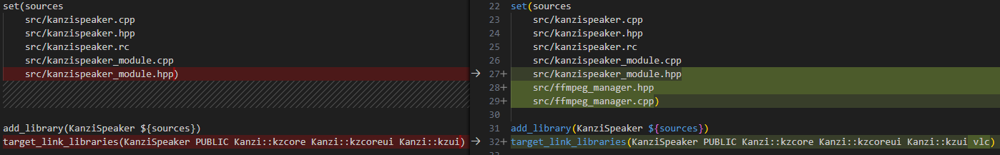 set(sources
    src/kanzispeaker.cpp
    src/kanzispeaker.hpp
    src/kanzispeaker.rc
    src/kanzispeaker_module.cpp
    src/kanzispeaker_module.hpp)
add_library(KanziSpeaker ${sources})
target_link_libraries(KanziSpeaker PUBLIC Kanzi::kzcore Kanzi::kzcoreui Kanzi::kzui)
22 set(sources
23     src/kanzispeaker.cpp
24     src/kanzispeaker.hpp
25     src/kanzispeaker.rc
26     src/kanzispeaker_module.cpp
→ 27+     src/kanzispeaker_module.hpp
28+     src/ffmpeg_manager.hpp
29+     src/ffmpeg_manager.cpp)
30
31 add_library(KanziSpeaker ${sources})
→ 32+ target_link_libraries(KanziSpeaker PUBLIC Kanzi::kzcore Kanzi::kzcoreui Kanzi::kzui vlc)